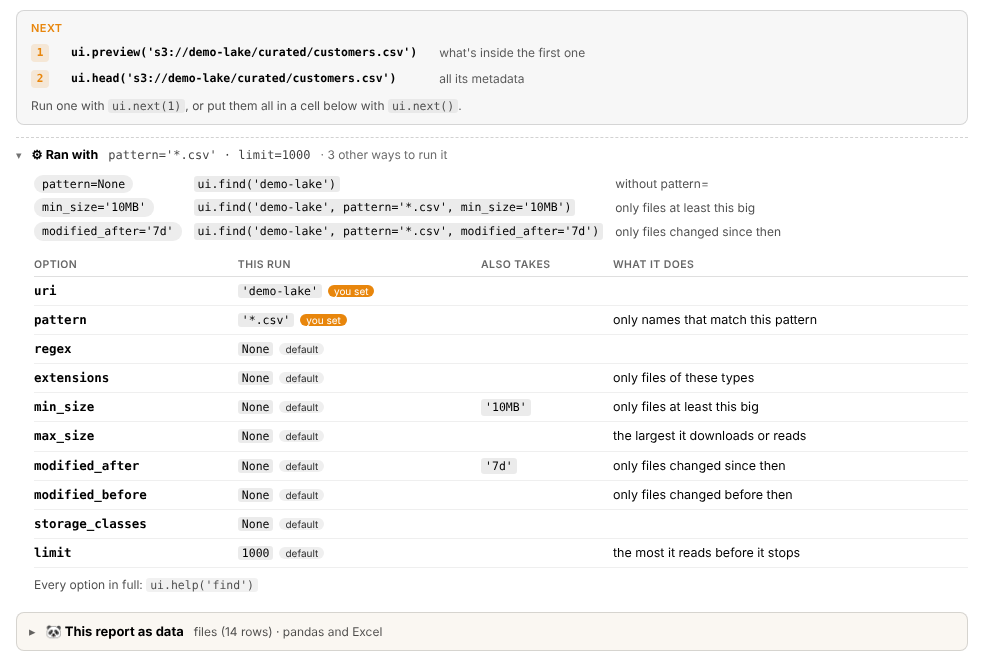 NEXT
1 ui.preview('s3://demo-lake/curated/customers.csv') what's inside the first one
2 ui.head('s3://demo-lake/curated/customers.csv') all its metadata
Run one with ui.next(1), or put them all in a cell below with ui.next().
▾ ⚙ Ran with pattern='*.csv' · limit=1000 · 3 other ways to run it
pattern=None ui.find('demo-lake') without pattern=
min_size='10MB' ui.find('demo-lake', pattern='*.csv', min_size='10MB') only files at least this big
modified_after='7d' ui.find('demo-lake', pattern='*.csv', modified_after='7d') only files changed since then
OPTION THIS RUN ALSO TAKES WHAT IT DOES
uri 'demo-lake' you set
pattern '*.csv' you set only names that match this pattern
regex None default
extensions None default only files of these types
min_size None default '10MB' only files at least this big
max_size None default the largest it downloads or reads
modified_after None default '7d' only files changed since then
modified_before None default only files changed before then
storage_classes None default
limit 1000 default the most it reads before it stops
Every option in full: ui.help('find')
▸ 🐼 This report as data files (14 rows) · pandas and Excel